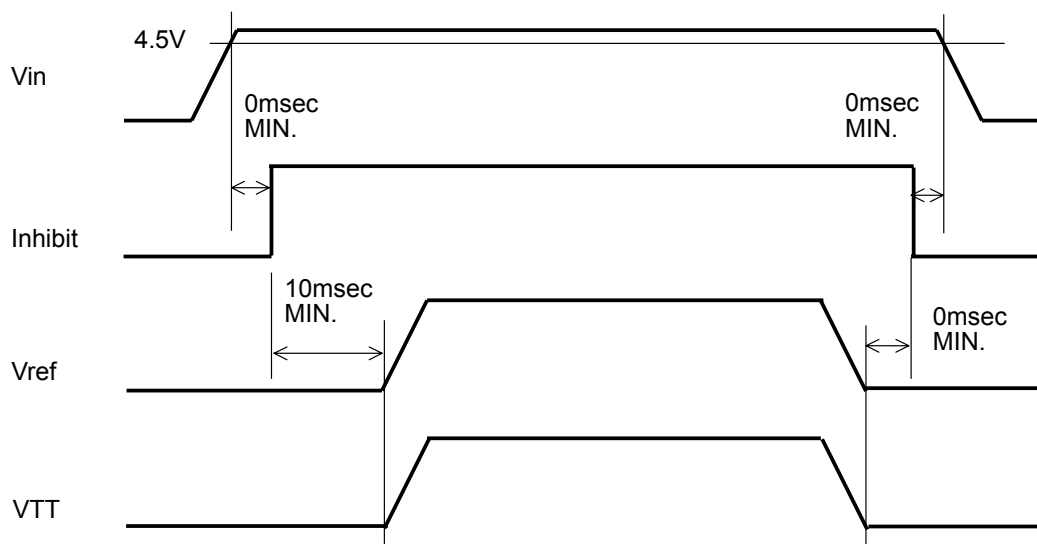 4.5V
Vin
0msec
MIN.
0msec
MIN.
Inhibit
10msec
MIN.
0msec
MIN.
Vref
VTT